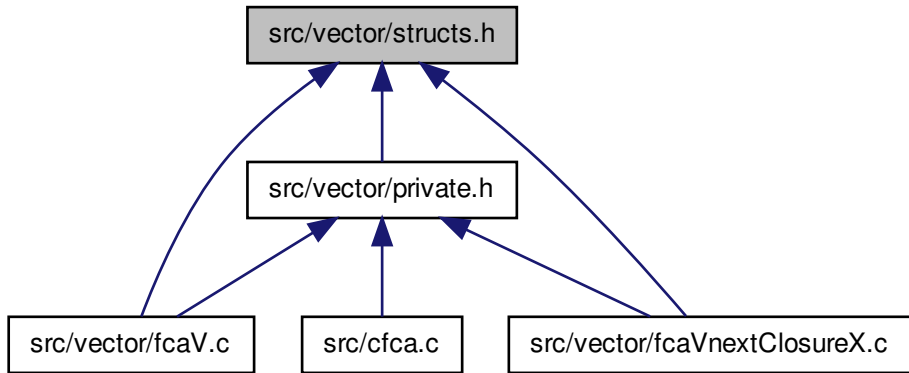 src/vector/structs.h
src/vector/private.h
src/vector/fcaV.c
src/cfca.c
src/vector/fcaVnextClosureX.c